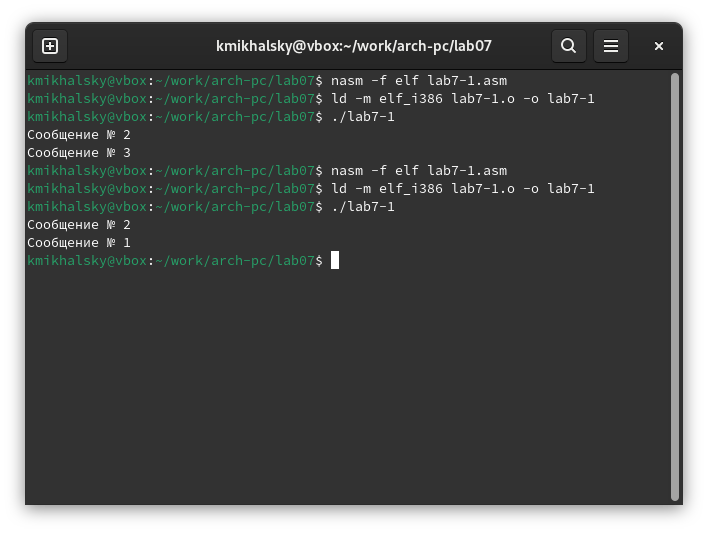 kmikhalsky@vbox:~/work/arch-pc/lab07
kmikhalsky@vbox:~/work/arch-pc/lab07$ nasm -f elf lab7-1.asm
kmikhalsky@vbox:~/work/arch-pc/lab07$ ld -m elf_i386 lab7-1.o -o lab7-1
kmikhalsky@vbox:~/work/arch-pc/lab07$ ./lab7-1
Сообщение № 2
Сообщение № 3
kmikhalsky@vbox:~/work/arch-pc/lab07$ nasm -f elf lab7-1.asm
kmikhalsky@vbox:~/work/arch-pc/lab07$ ld -m elf_i386 lab7-1.o -o lab7-1
kmikhalsky@vbox:~/work/arch-pc/lab07$ ./lab7-1
Сообщение № 2
Сообщение № 1
kmikhalsky@vbox:~/work/arch-pc/lab07$